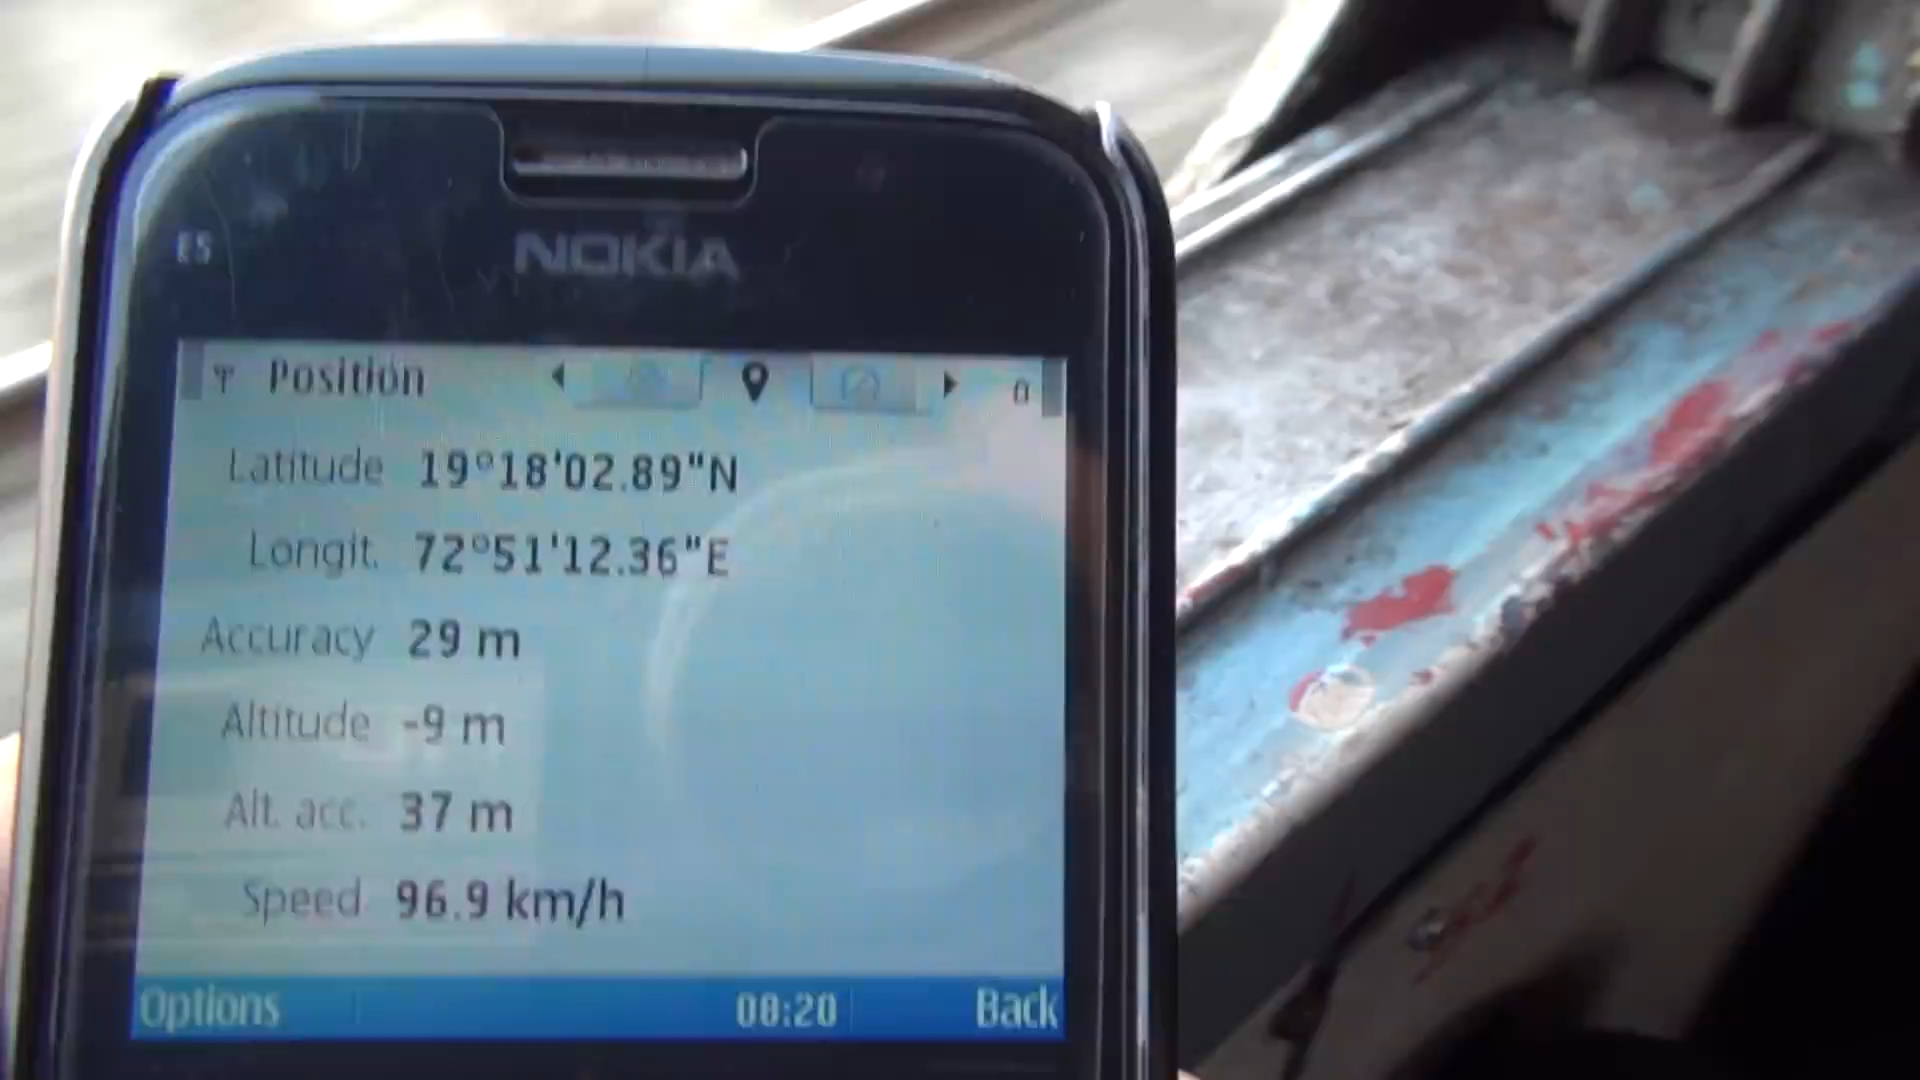 E5
NOKIA
Position
Latitude 19°18'02.89"N
Longit. 72°51'12.36"E
Accuracy 29 m
Altitude -9 m
Alt. acc. 37 m
Speed 96.9 km/h
Options 08:20 Back